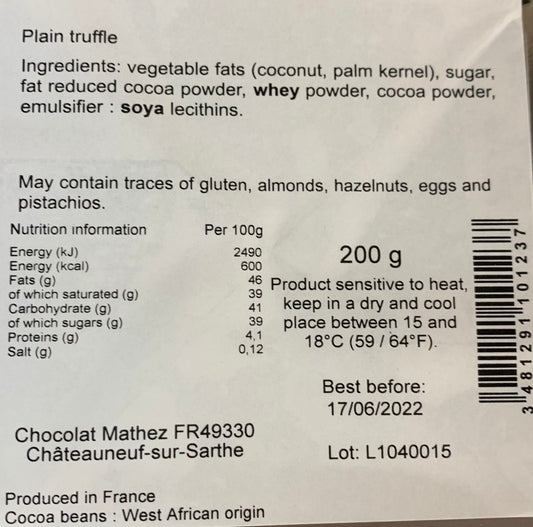 Plain truffle
Ingredients: vegetable fats (coconut, palm kernel), sugar,
fat reduced cocoa powder, whey powder, cocoa powder,
emulsifier : soya lecithins.
May contain traces of gluten, almonds, hazelnuts, eggs and
pistachios.
Nutrition information Per 100g
Energy (kJ) 2490
Energy (kcal) 600
Fats (g) 46
of which saturated (g) 39
Carbohydrate (g) 41
of which sugars (g) 39
Proteins (g) 4,1
Salt (g) 0,12
200 g
Product sensitive to heat,
keep in a dry and cool
place between 15 and
18°C (59 / 64°F).
Best before:
17/06/2022
Lot: L1040015
3 481291 101237
Chocolat Mathez FR49330
Châteauneuf-sur-Sarthe
Produced in France
Cocoa beans : West African origin